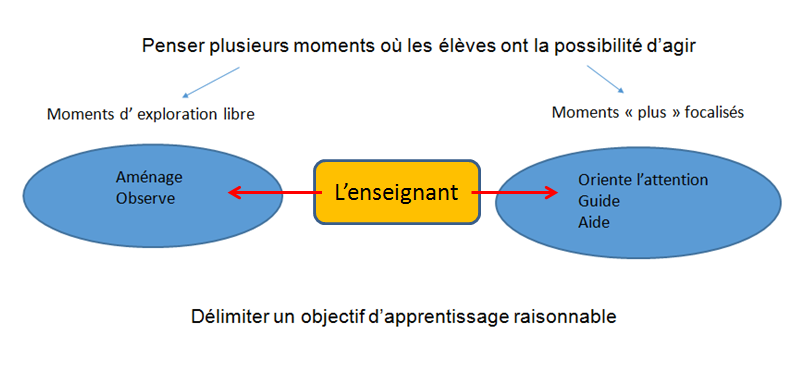 Penser plusieurs moments où les élèves ont la possibilité d’agir
Moments d’ exploration libre
Moments « plus » focalisés
Aménage
Observe
L’enseignant
Oriente l’attention
Guide
Aide
Délimiter un objectif d’apprentissage raisonnable